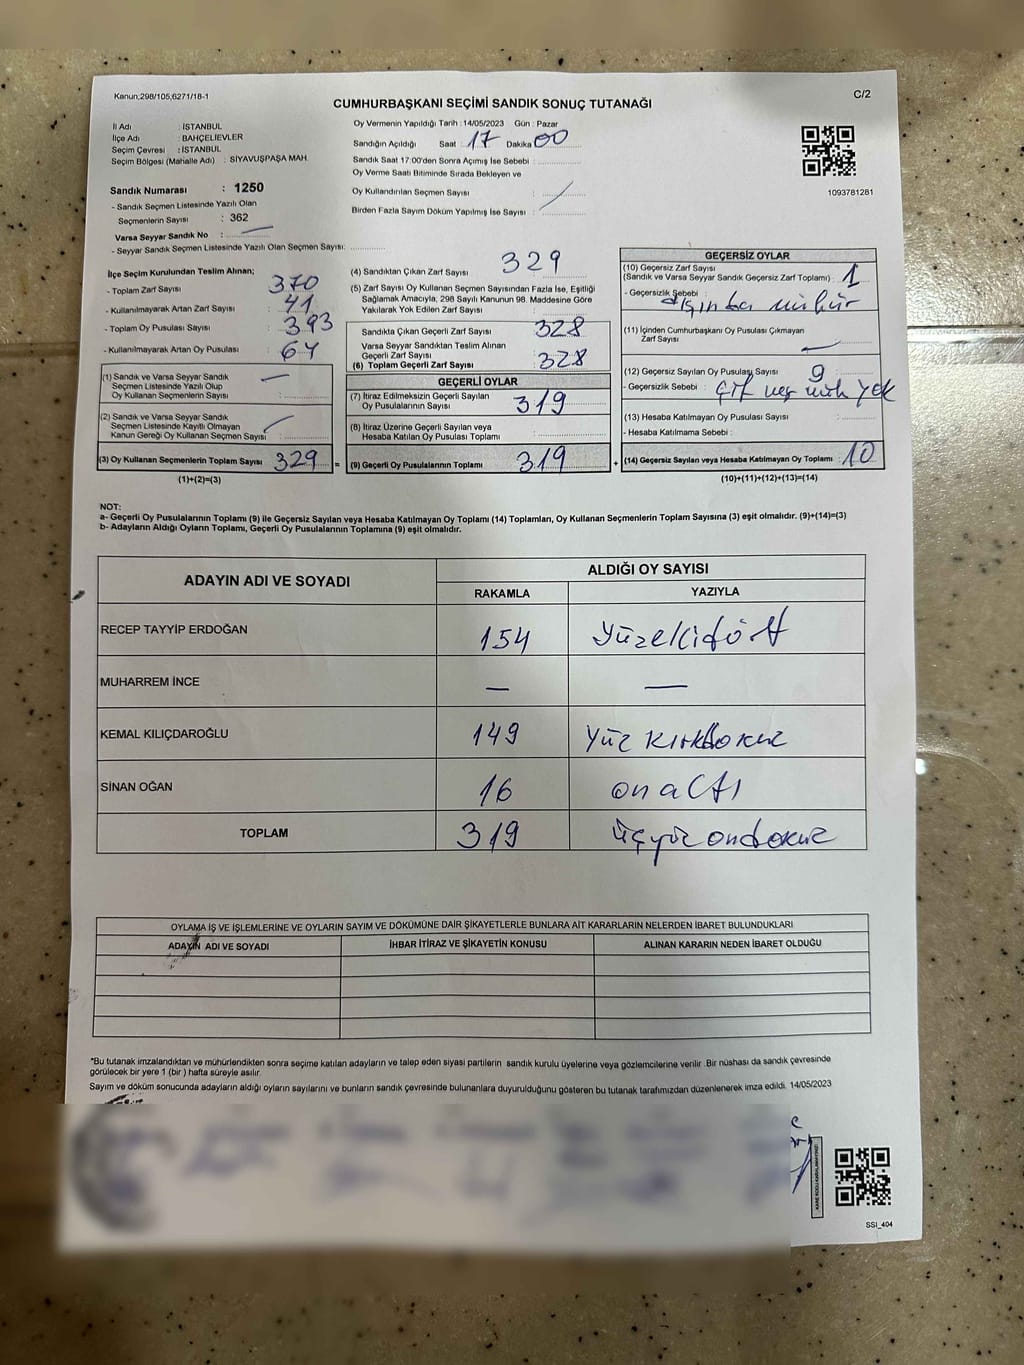 Kanun;298/105,6271/18-1
C/2
CUMHURBAŞKANI SEÇİMİ SANDIK SONUÇ TUTANAĞI
İl Adı : İSTANBUL
İlçe Adı : BAHÇELİEVLER
Seçim Çevresi : İSTANBUL
Seçim Bölgesi (Mahalle Adı) : SİYAVUŞPAŞA MAH.
Sandık Numarası : 1250
- Sandık Seçmen Listesinde Yazılı Olan
Seçmenlerin Sayısı : 362
Varsa Seyyar Sandık No :
- Seyyar Sandık Seçmen Listesinde Yazılı Olan Seçmen Sayısı:
Oy Vermenin Yapıldığı Tarih :14/05/2023 Gün : Pazar
Sandığın Açıldığı Saat : 17 Dakika 00
Sandık Saat 17:00'den Sonra Açımış İse Sebebi :
Oy Verme Saati Bitiminde Sırada Bekleyen ve
Oy Kullandırılan Seçmen Sayısı :
Birden Fazla Sayım Döküm Yapılmış İse Sayısı :
1093781281
İlçe Seçim Kurulundan Teslim Alınan;
- Toplam Zarf Sayısı : 370
- Kullanılmayarak Artan Zarf Sayısı : 41
- Toplam Oy Pusulası Sayısı : 393
- Kullanılmayarak Artan Oy Pusulası : 64
(1) Sandık ve Varsa Seyyar Sandık
Seçmen Listesinde Yazılı Olup
Oy Kullanan Seçmenlerin Sayısı :
(2) Sandık ve Varsa Seyyar Sandık
Seçmen Listesinde Kayıtlı Olmayan
Kanun Gereği Oy Kullanan Seçmen Sayısı :
(3) Oy Kullanan Seçmenlerin Toplam Sayısı 329 =
(1)+(2)=(3)
(4) Sandıktan Çıkan Zarf Sayısı 329
(5) Zarf Sayısı Oy Kullanan Seçmen Sayısından Fazla İse, Eşitliği
Sağlamak Amacıyla, 298 Sayılı Kanunun 98. Maddesine Göre
Yakılarak Yok Edilen Zarf Sayısı :
Sandıkta Çıkan Geçerli Zarf Sayısı 328
Varsa Seyyar Sandıktan Teslim Alınan
Geçerli Zarf Sayısı
(6) Toplam Geçerli Zarf Sayısı : 328
GEÇERLİ OYLAR
(7) İtiraz Edilmeksizin Geçerli Sayılan
Oy Pusulalarının Sayısı : 319
(8) İtiraz Üzerine Geçerli Sayılan veya
Hesaba Katılan Oy Pusulası Toplamı :
(9) Geçerli Oy Pusulalarının Toplamı : 319 +
GEÇERSİZ OYLAR
(10) Geçersiz Zarf Sayısı
(Sandık ve Varsa Seyyar Sandık Geçersiz Zarf Toplamı) : 1
- Geçersizlik Sebebi : dışında mühür
(11) İçinden Cumhurbaşkanı Oy Pusulası Çıkmayan
Zarf Sayısı :
(12) Geçersiz Sayılan Oy Pusulası Sayısı : 9
- Geçersizlik Sebebi : yok
(13) Hesaba Katılmayan Oy Pusulası Sayısı :
- Hesaba Katılmama Sebebi :
(14) Geçersiz Sayılan veya Hesaba Katılmayan Oy Toplamı : 10
(10)+(11)+(12)+(13)=(14)
NOT:
a- Geçerli Oy Pusulalarının Toplamı (9) ile Geçersiz Sayılan veya Hesaba Katılmayan Oy Toplamı (14) Toplamları, Oy Kullanan Seçmenlerin Toplam Sayısına (3) eşit olmalıdır. (9)+(14)=(3)
b- Adayların Aldığı Oyların Toplamı, Geçerli Oy Pusulalarının Toplamına (9) eşit olmalıdır.
ADAYIN ADI VE SOYADI
ALDIĞI OY SAYISI
RAKAMLA YAZIYLA
RECEP TAYYİP ERDOĞAN 154 Yüzellidört
MUHARREM İNCE — —
KEMAL KILIÇDAROĞLU 149 Yüz kırkdokuz
SİNAN OĞAN 16 onaltı
TOPLAM 319 üçyüz ondokuz
OYLAMA İŞ VE İŞLEMLERİNE VE OYLARIN SAYIM VE DÖKÜMÜNE DAİR ŞİKAYETLERLE BUNLARA AİT KARARLARIN NELERDEN İBARET BULUNDUKLARI
ADAYIN ADI VE SOYADI İHBAR İTİRAZ VE ŞİKAYETİN KONUSU ALINAN KARARIN NEDEN İBARET OLDUĞU
*Bu tutanak imzalandıktan ve mühürlendikten sonra seçime katılan adayların ve talep eden siyasi partilerin sandık kurulu üyelerine veya gözlemcilerine verilir. Bir nüshası da sandık çevresinde
görülecek bir yere 1 (bir) hafta süreyle asılır.
Sayım ve döküm sonucunda adayların aldığı oyların sayılarını ve bunların sandık çevresinde bulunanlara duyurulduğunu gösteren bu tutanak tarafımızdan düzenlenerek imza edildi. 14/05/2023
SSİ_404